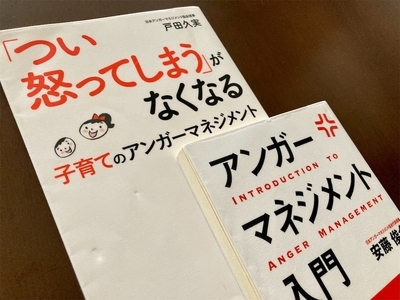 戸田久実
「つい
怒ってしまう」が
なくなる
子育てのアンガーマネジメント
アンガー
INTRODUCTION TO
マネジメント
ANGER MANAGEMENT
入門
安藤俊